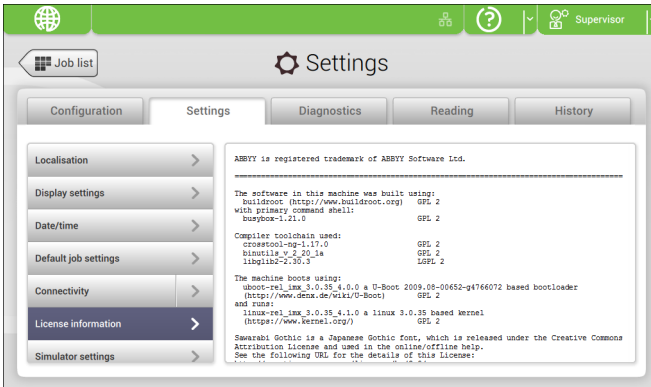 Supervisor
Job list
Settings
Configuration
Settings
Diagnostics
Reading
History
Localisation
Display settings
Date/time
Default job settings
Connectivity
License information
Simulator settings
ABBYY is registered trademark of ABBYY Software Ltd.
The software in this machine was built using:
buildroot (http://www.buildroot.org) GPL 2
with primary command shell:
busybox-1.21.0 GPL 2
Compiler toolchain used:
crosstool-ng-1.17.0 GPL 2
binutils_v_2_20_1a GPL 2
libglib2-2.30.3 LGPL 2
The machine boots using:
uboot-rel_imx_3.0.35_4.0.0 a U-Boot 2009.08-00652-g4766072 based bootloader
(http://www.denx.de/wiki/U-Boot) GPL 2
and runs:
linux-rel_imx_3.0.35_4.1.0 a linux 3.0.35 based kernel
(https://www.kernel.org/) GPL 2
Sawarabi Gothic is a Japanese Gothic font, which is released under the Creative Commons
Attribution License and used in the online/offline help.
See the following URL for the details of this License: